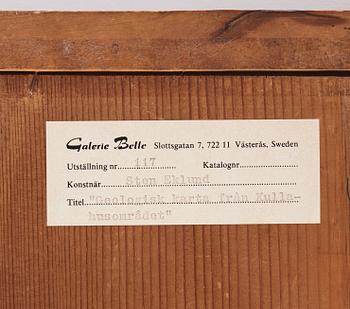 Galerie Belle Slottsgatan 7, 722 11 Västerås, Sweden
Utställning nr 117 Katalognr
Konstnär Sten Eklund
Titel "Geologisk karta från Kulla-
husområdet"